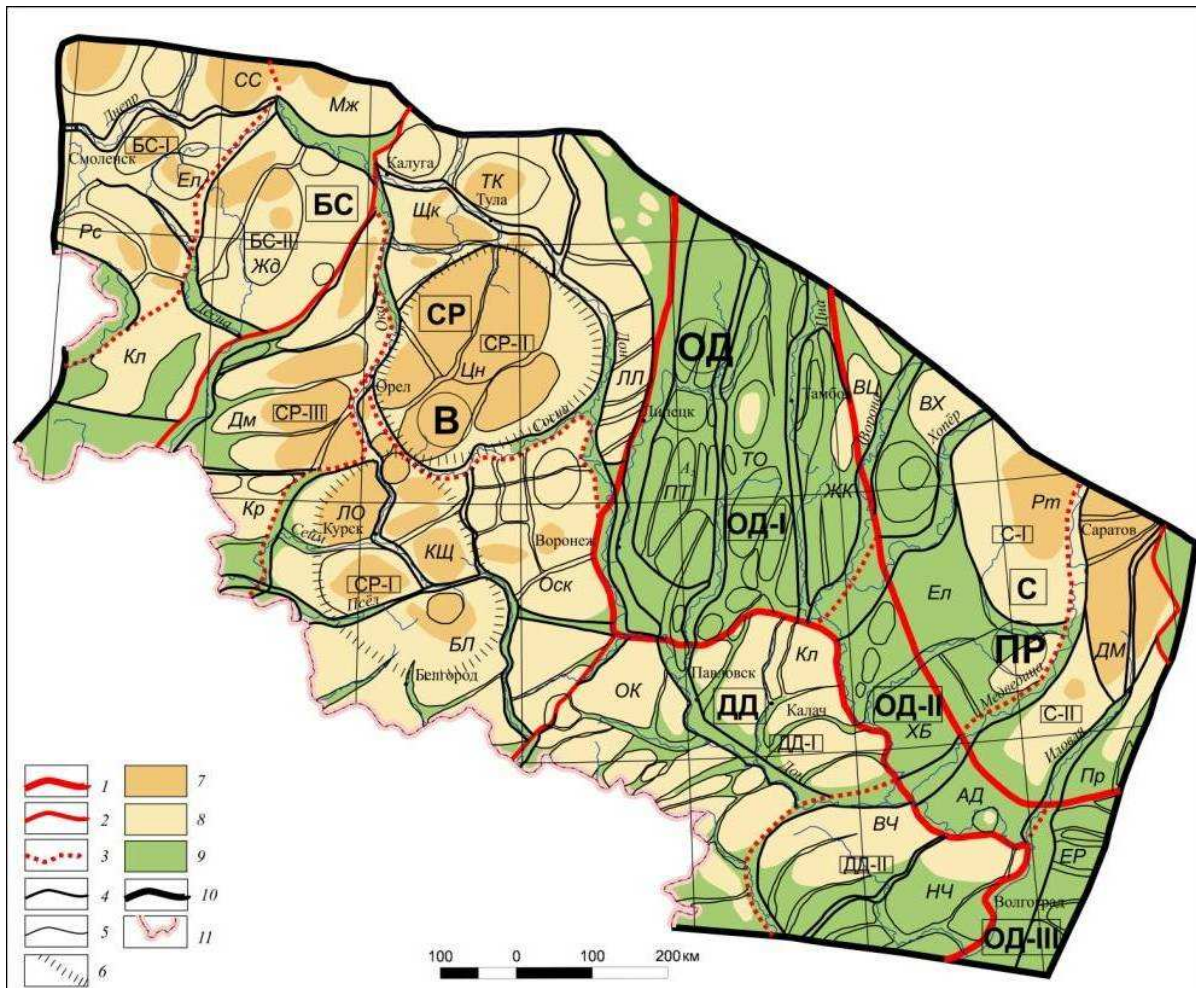 СС
Мж
Днепр
БС-I
Смоленск
Ел
Калуга
ТК
Тула
БС
Щк
Рс
БС-II
Жд
Десна
Ока
СР
СР-II
Цн
Дон
ЛЛ
ОД
Цна
Кл
Орел
Дм
СР-III
В
Сосна
Липецк
Тамбов
ВЦ
Ворона
ВХ
Хопёр
А
ТО
ПТ
ЖК
Рт
Кр
ЛО
Курск
Сейм
КЩ
Воронеж
ОД-I
С-I
Саратов
СР-I
Псёл
Оск
Ел
С
БЛ
Белгород
ПР
ДМ
Медведица
Кл
Павловск
ОК
ДД
Калач
ОД-II
ХБ
С-II
Иловля
ДД-I
Дон
АД
Пр
ВЧ
ДД-II
НЧ
ЕР
Волгоград
ОД-III
1
2
3
4
5
6
7
8
9
10
11
100 0 100 200 км